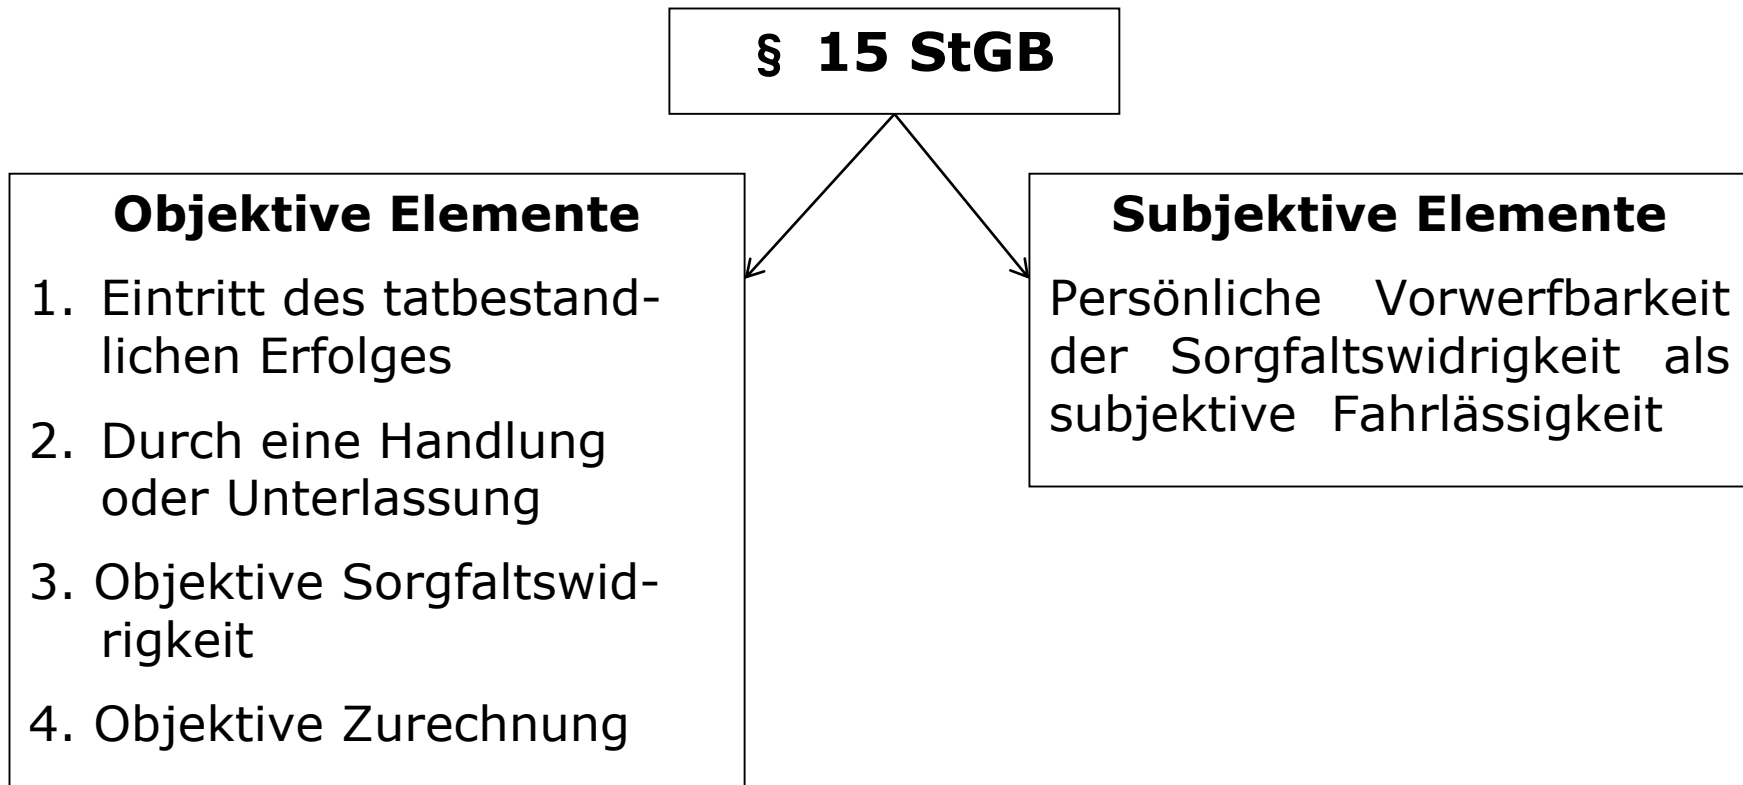 § 15 StGB
Objektive Elemente
1. Eintritt des tatbestand-
lichen Erfolges
2. Durch eine Handlung
oder Unterlassung
3. Objektive Sorgfaltswid-
rigkeit
4. Objektive Zurechnung
Subjektive Elemente
Persönliche Vorwerfbarkeit
der Sorgfaltswidrigkeit als
subjektive Fahrlässigkeit